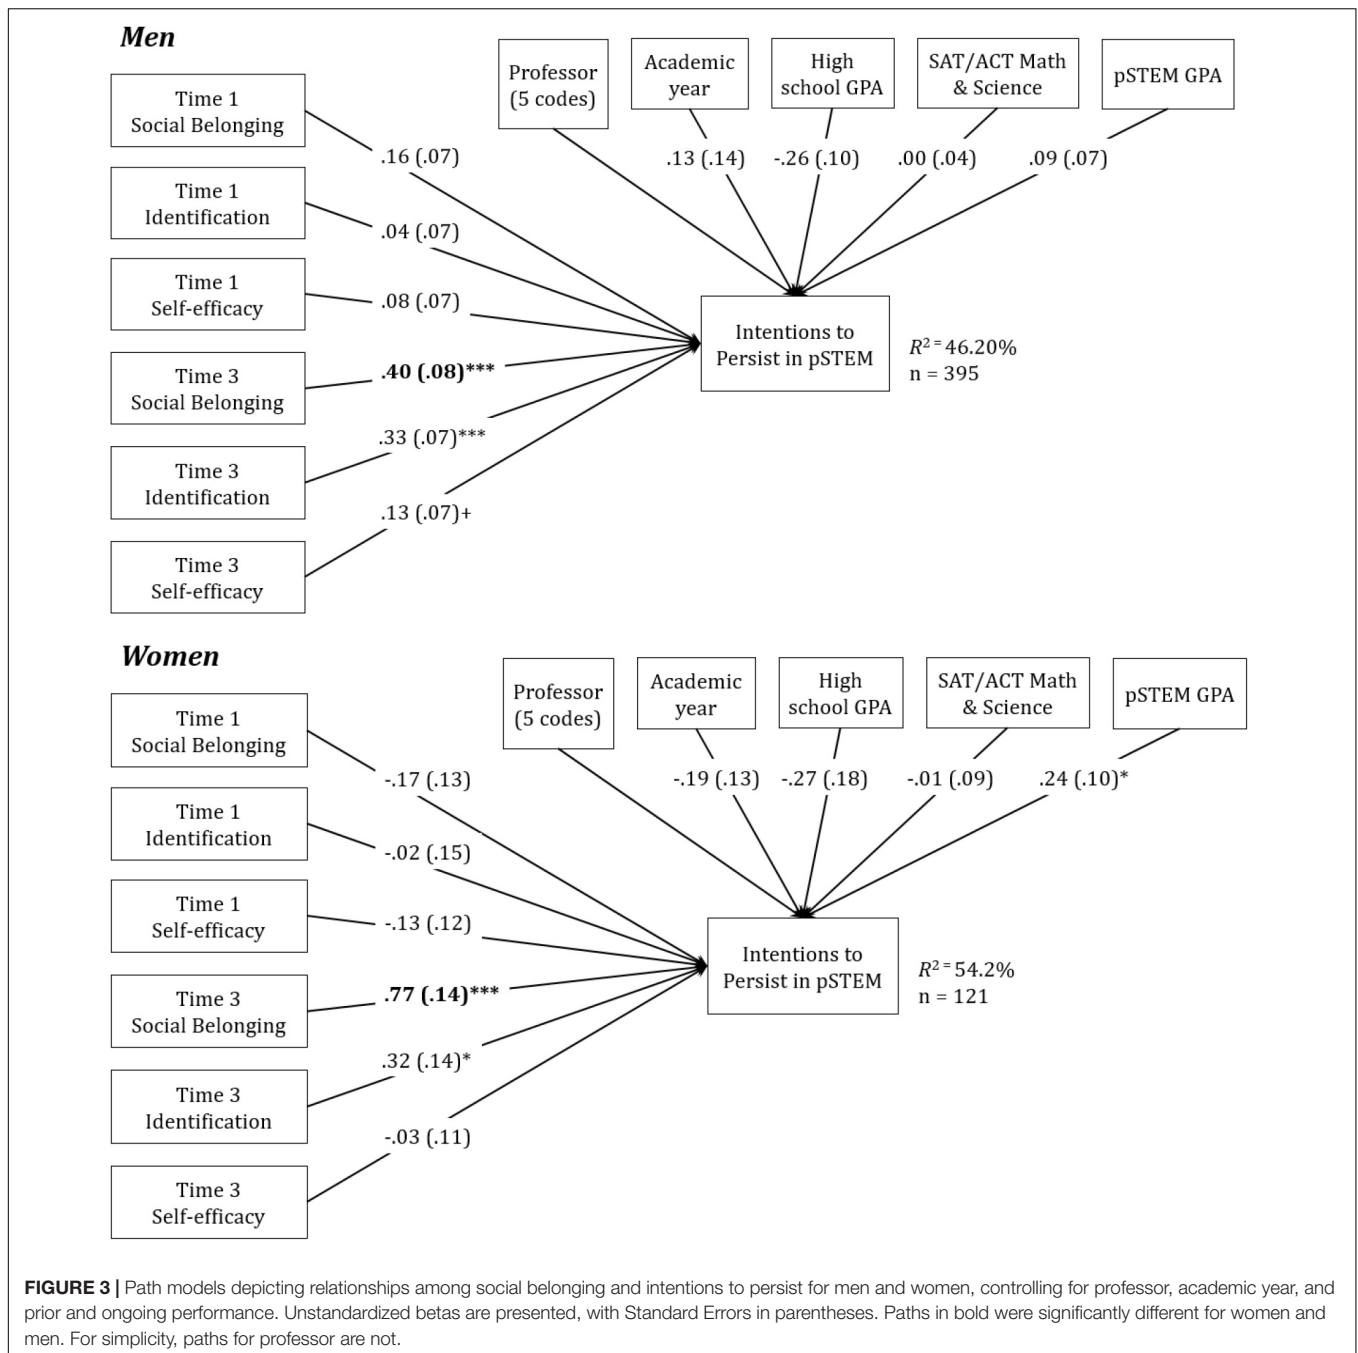 Men
Professor
(5 codes)
Academic
year
High
school GPA
SAT/ACT Math
& Science
pSTEM GPA
.13 (.14)
-.26 (.10)
.00 (.04)
.09 (.07)
Time 1
Social Belonging
.16 (.07)
Time 1
Identification
.04 (.07)
Time 1
Self-efficacy
.08 (.07)
Time 3
Social Belonging
.40 (.08)***
Time 3
Identification
.33 (.07)***
Time 3
Self-efficacy
.13 (.07)+
Intentions to
Persist in pSTEM
R² = 46.20%
n = 395
Women
Professor
(5 codes)
Academic
year
High
school GPA
SAT/ACT Math
& Science
pSTEM GPA
-.19 (.13)
-.27 (.18)
-.01 (.09)
.24 (.10)*
Time 1
Social Belonging
-.17 (.13)
Time 1
Identification
-.02 (.15)
Time 1
Self-efficacy
-.13 (.12)
Time 3
Social Belonging
.77 (.14)***
Time 3
Identification
.32 (.14)*
Time 3
Self-efficacy
-.03 (.11)
Intentions to
Persist in pSTEM
R² = 54.2%
n = 121
FIGURE 3 | Path models depicting relationships among social belonging and intentions to persist for men and women, controlling for professor, academic year, and
prior and ongoing performance. Unstandardized betas are presented, with Standard Errors in parentheses. Paths in bold were significantly different for women and
men. For simplicity, paths for professor are not.